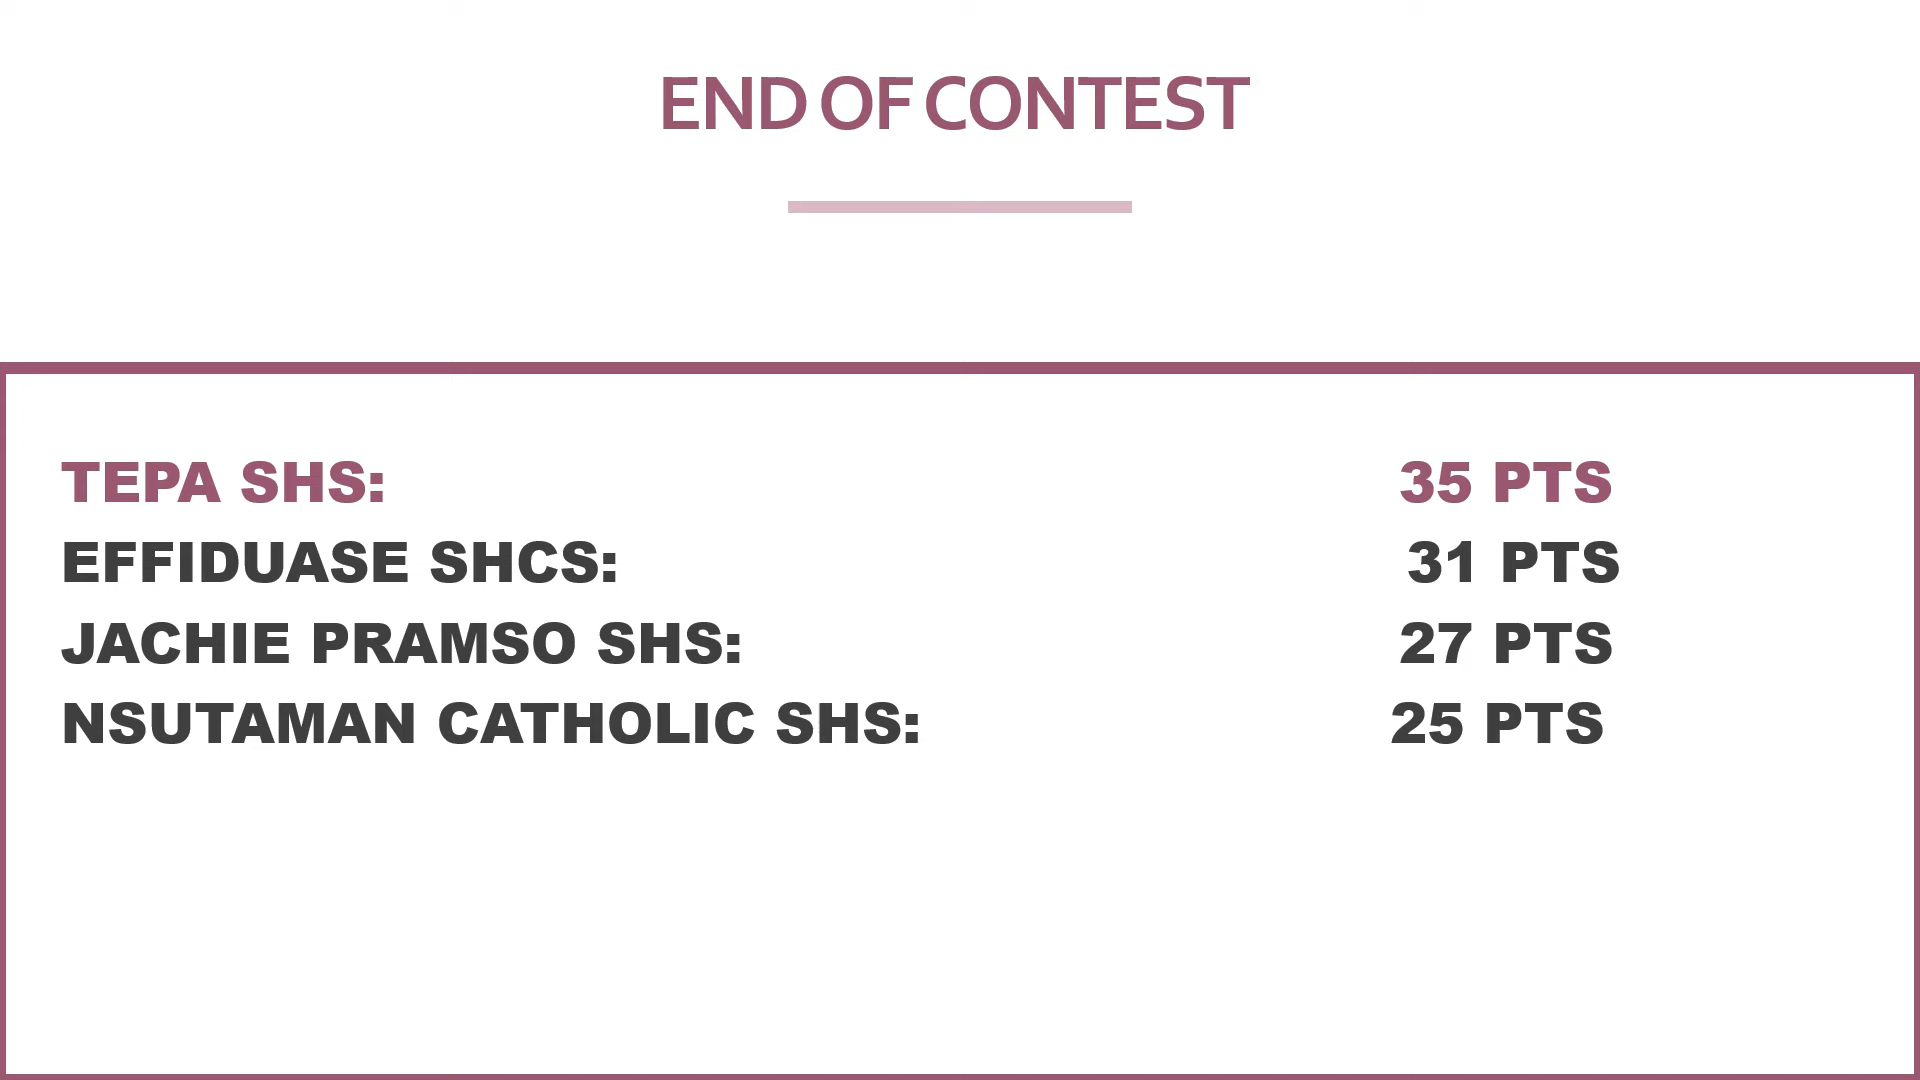 END OF CONTEST
TEPA SHS: 35 PTS
EFFIDUASE SHCS: 31 PTS
JACHIE PRAMSO SHS: 27 PTS
NSUTAMAN CATHOLIC SHS: 25 PTS